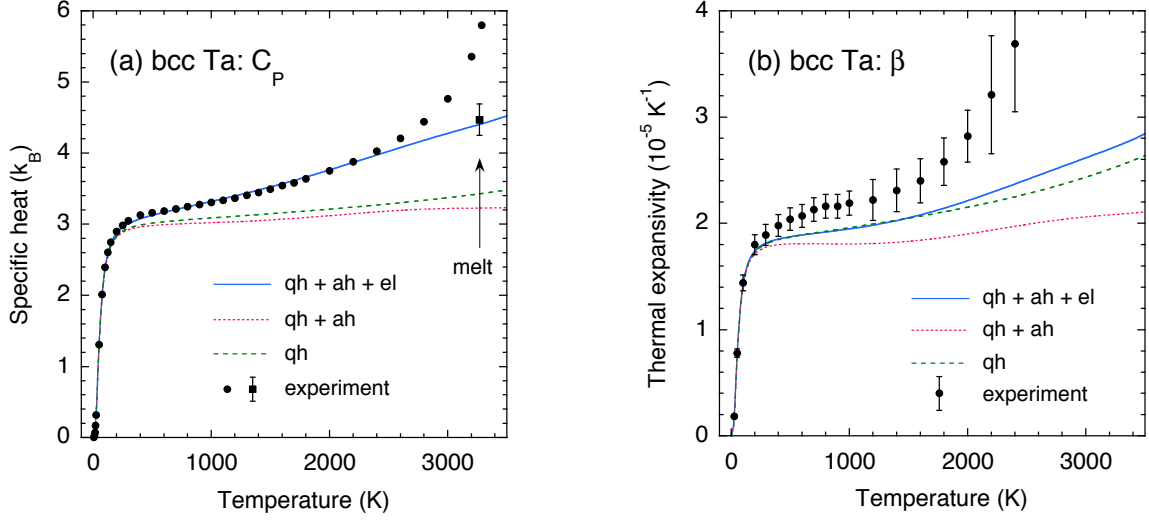 (a) bcc Ta: C_P
Specific heat (k_B)
6
5
4
3
2
1
0
melt
qh + ah + el
qh + ah
qh
experiment
0
1000
2000
3000
Temperature (K)
(b) bcc Ta: β
Thermal expansivity (10⁻⁵ K⁻¹)
4
3
2
1
0
qh + ah + el
qh + ah
qh
experiment
0
1000
2000
3000
Temperature (K)